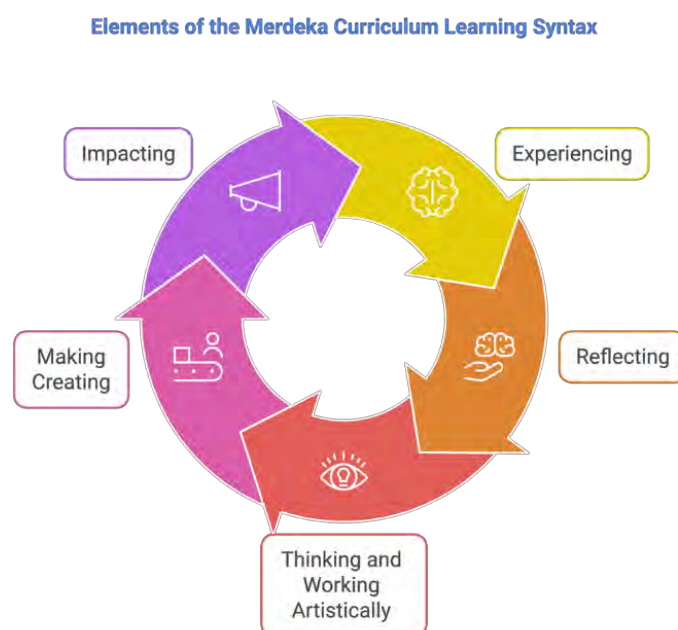 Elements of the Merdeka Curriculum Learning Syntax
Impacting
Experiencing
Making
Creating
Reflecting
Thinking and
Working
Artistically